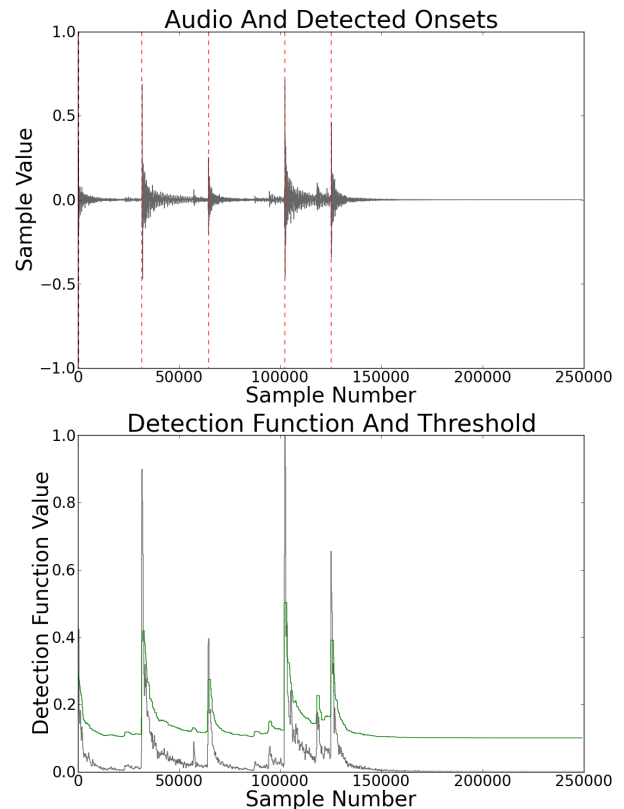 Audio And Detected Onsets
1.0
0.5
0.0
−0.5
−1.0
Sample Value
0 50000 100000 150000 200000 250000
Sample Number
Detection Function And Threshold
1.0
0.8
0.6
0.4
0.2
0.0
Detection Function Value
0 50000 100000 150000 200000 250000
Sample Number